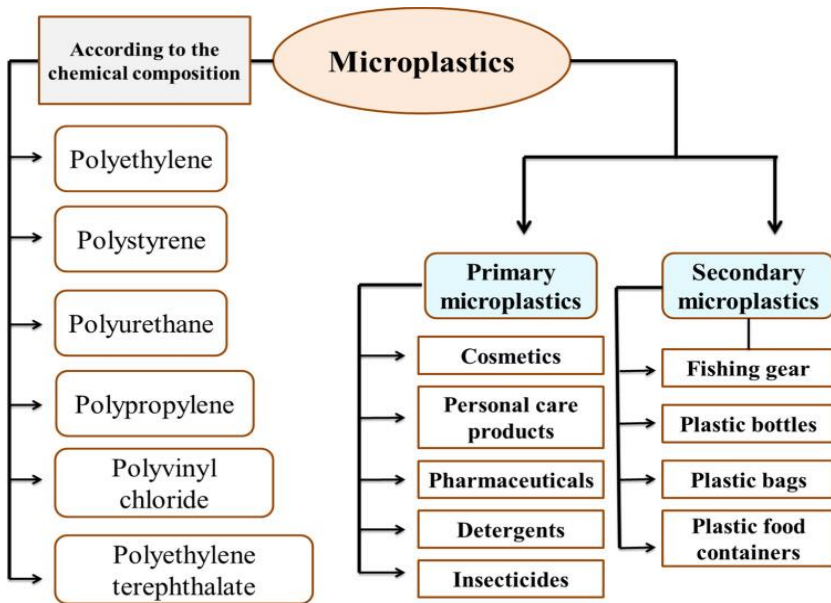 According to the
chemical composition
Microplastics
Polyethylene
Polystyrene
Polyurethane
Polypropylene
Polyvinyl
chloride
Polyethylene
terephthalate
Primary
microplastics
Cosmetics
Personal care
products
Pharmaceuticals
Detergents
Insecticides
Secondary
microplastics
Fishing gear
Plastic bottles
Plastic bags
Plastic food
containers